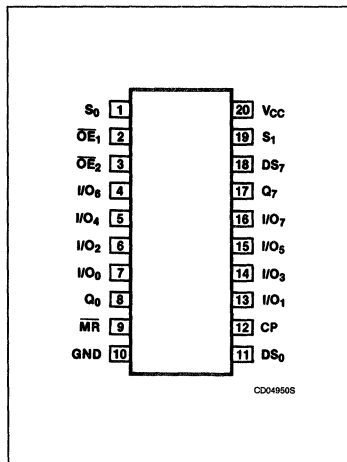 S0 1 20 VCC
OE1 2 19 S1
OE2 3 18 DS7
I/O6 4 17 Q7
I/O4 5 16 I/O7
I/O2 6 15 I/O5
I/O0 7 14 I/O3
Q0 8 13 I/O1
MR 9 12 CP
GND 10 11 DS0
CD04950S